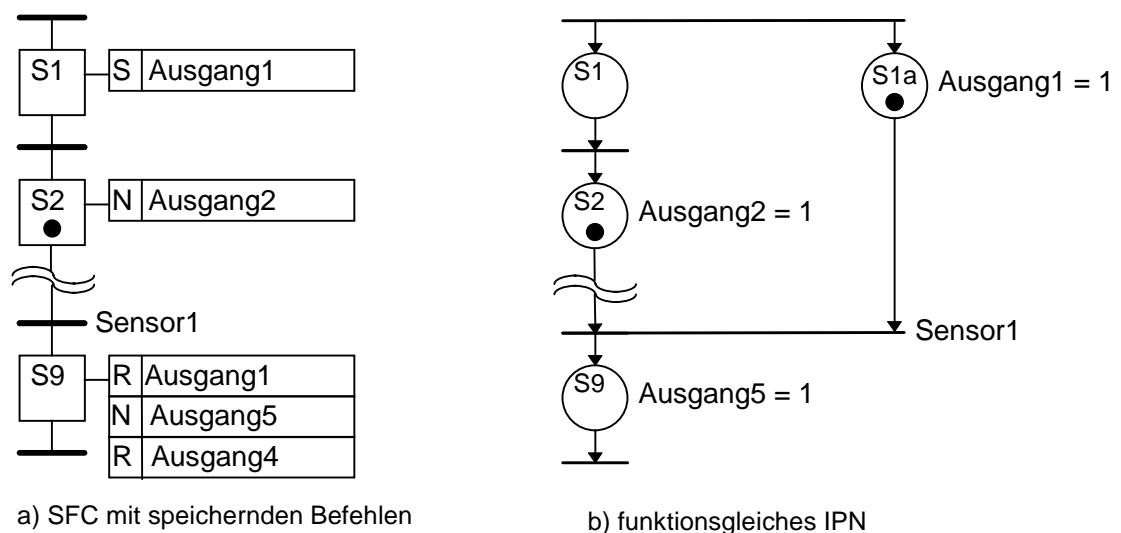 S1 S Ausgang1
S2 N Ausgang2
Sensor1
S9 R Ausgang1
N Ausgang5
R Ausgang4
a) SFC mit speichernden Befehlen
S1 S1a Ausgang1 = 1
S2 Ausgang2 = 1
Sensor1
S9 Ausgang5 = 1
b) funktionsgleiches IPN